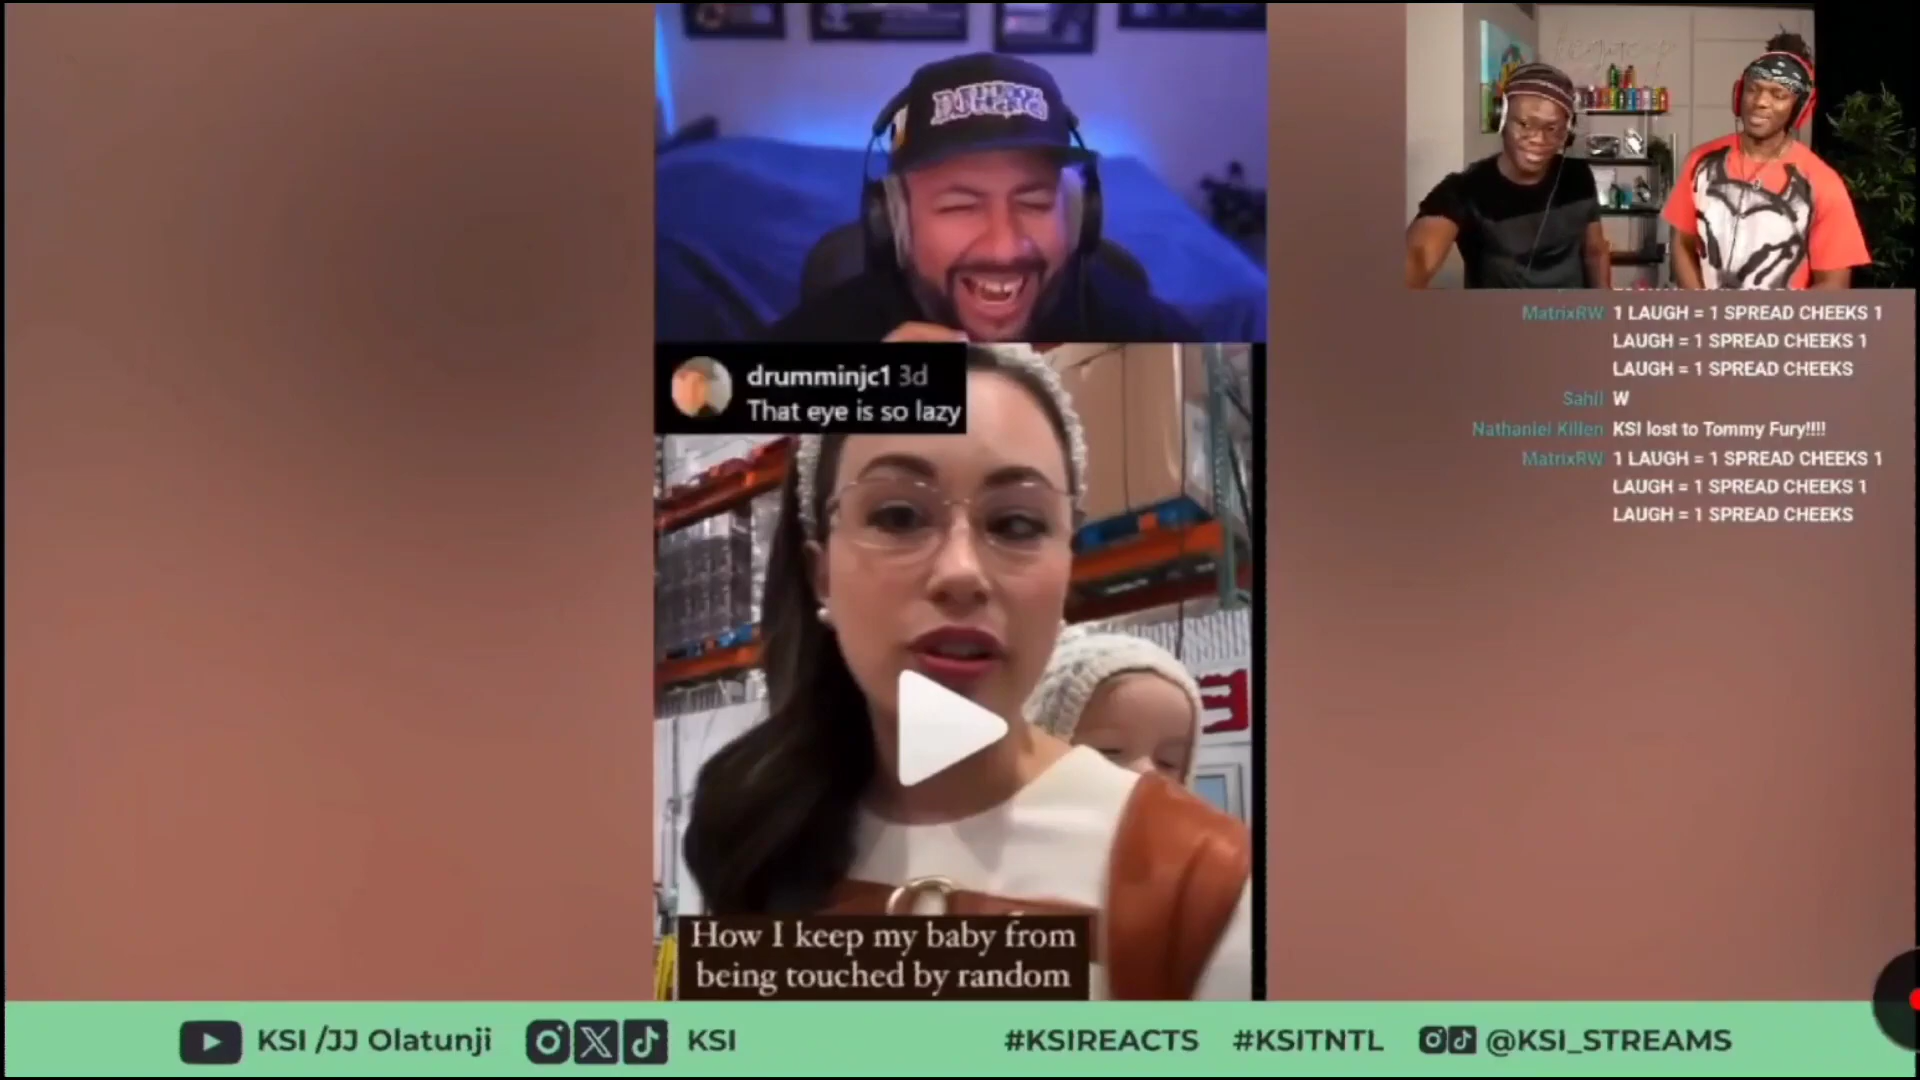 drumminjc1 3d
That eye is so lazy
How I keep my baby from
being touched by random
MatrixRW 1 LAUGH = 1 SPREAD CHEEKS 1
LAUGH = 1 SPREAD CHEEKS 1
LAUGH = 1 SPREAD CHEEKS
Sahil W
Nathaniel Killen KSI lost to Tommy Fury!!!!
MatrixRW 1 LAUGH = 1 SPREAD CHEEKS 1
LAUGH = 1 SPREAD CHEEKS 1
LAUGH = 1 SPREAD CHEEKS
KSI /JJ Olatunji KSI #KSIREACTS #KSITNTL @KSI_STREAMS